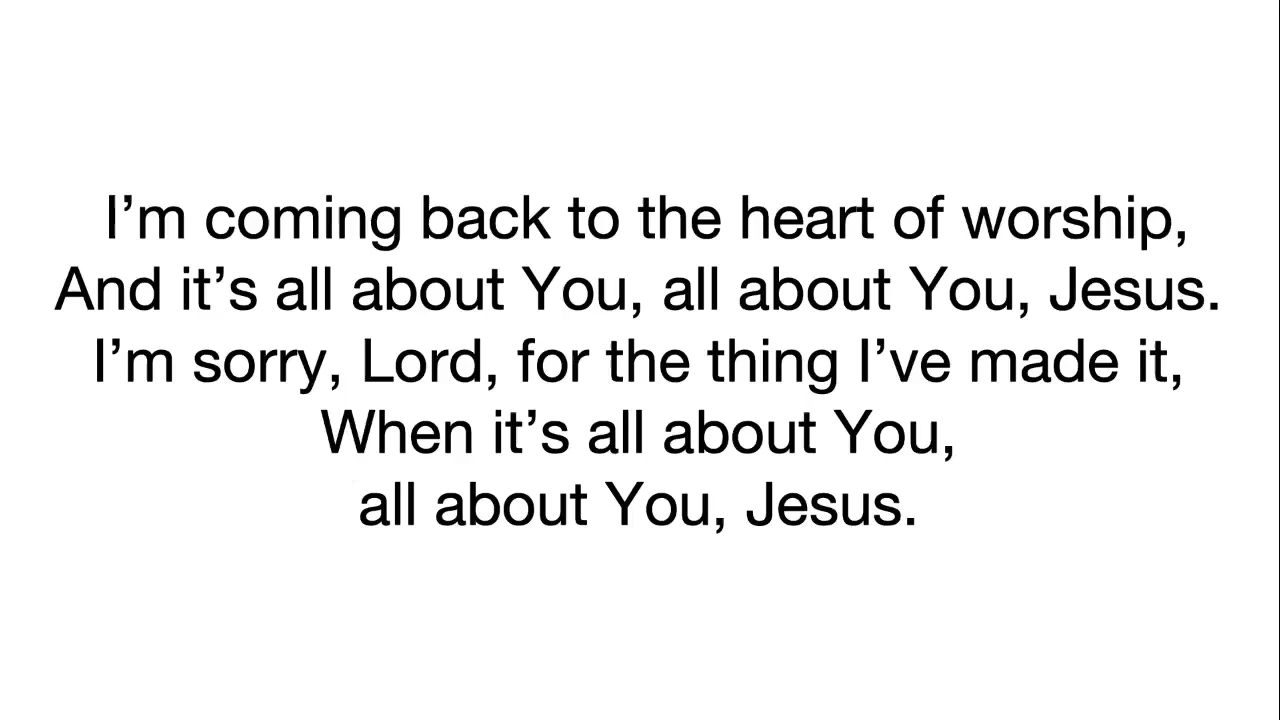 I’m coming back to the heart of worship,
And it’s all about You, all about You, Jesus.
I’m sorry, Lord, for the thing I’ve made it,
When it’s all about You,
all about You, Jesus.